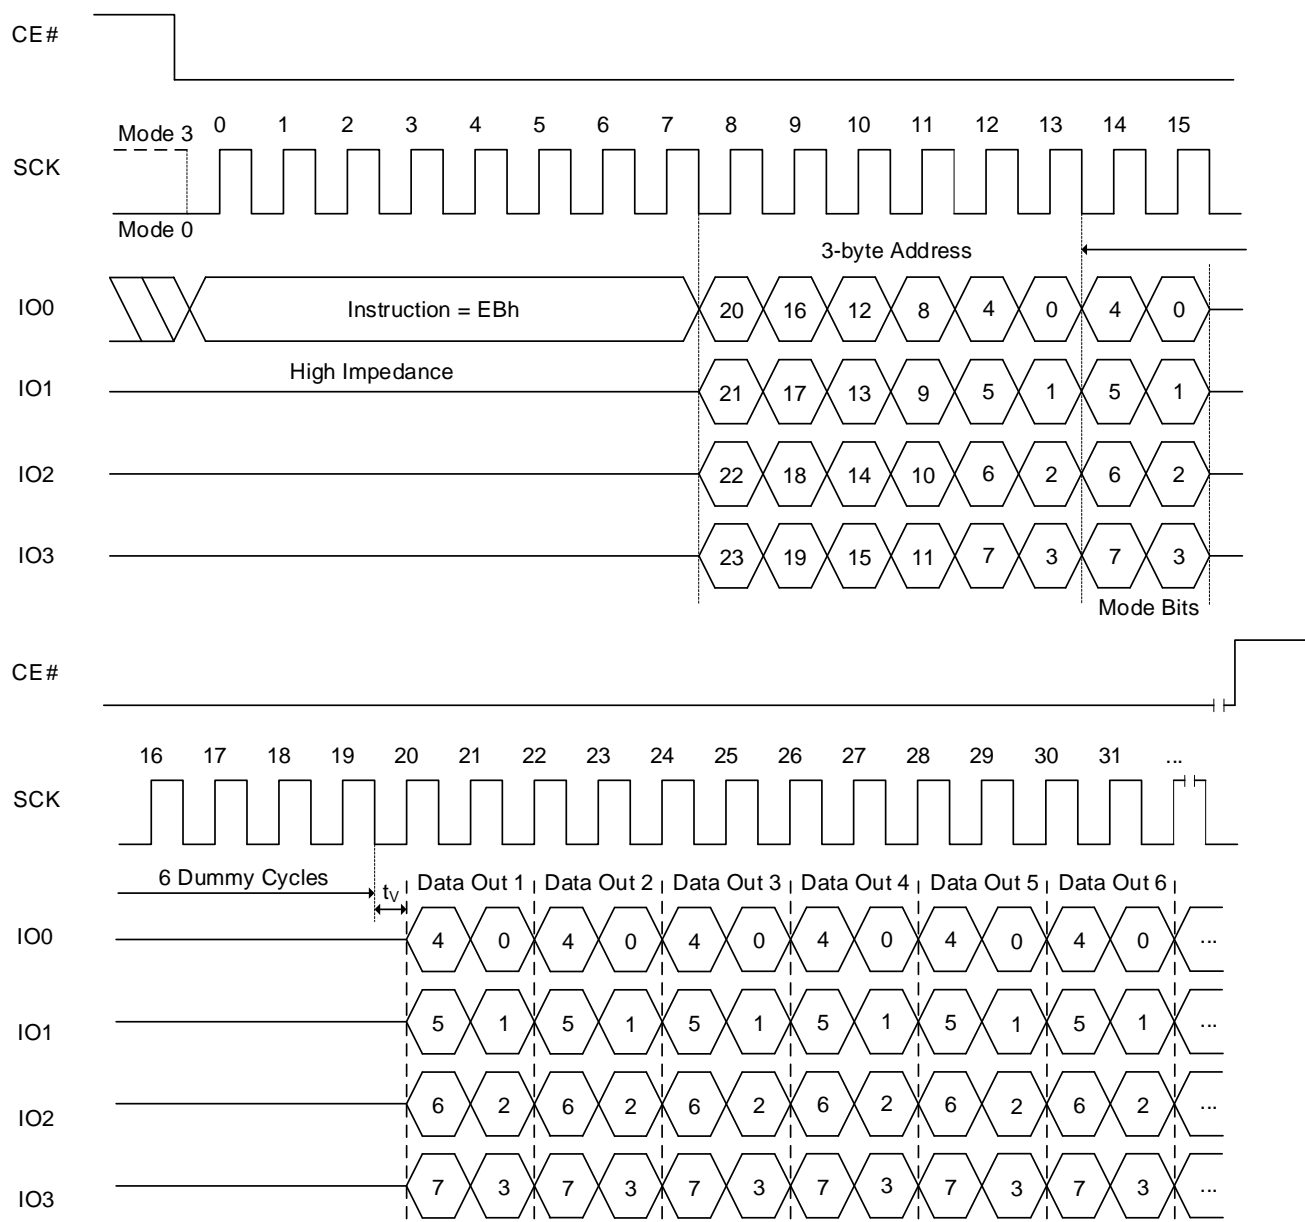 CE#
Mode 3 0 1 2 3 4 5 6 7 8 9 10 11 12 13 14 15
SCK
Mode 0
3-byte Address
IO0 Instruction = EBh 20 16 12 8 4 0 4 0
High Impedance
IO1 21 17 13 9 5 1 5 1
IO2 22 18 14 10 6 2 6 2
IO3 23 19 15 11 7 3 7 3
Mode Bits
CE#
16 17 18 19 20 21 22 23 24 25 26 27 28 29 30 31 ...
SCK
6 Dummy Cycles tV Data Out 1 Data Out 2 Data Out 3 Data Out 4 Data Out 5 Data Out 6
IO0 4 0 4 0 4 0 4 0 4 0 4 0 ...
IO1 5 1 5 1 5 1 5 1 5 1 5 1 ...
IO2 6 2 6 2 6 2 6 2 6 2 6 2 ...
IO3 7 3 7 3 7 3 7 3 7 3 7 3 ...